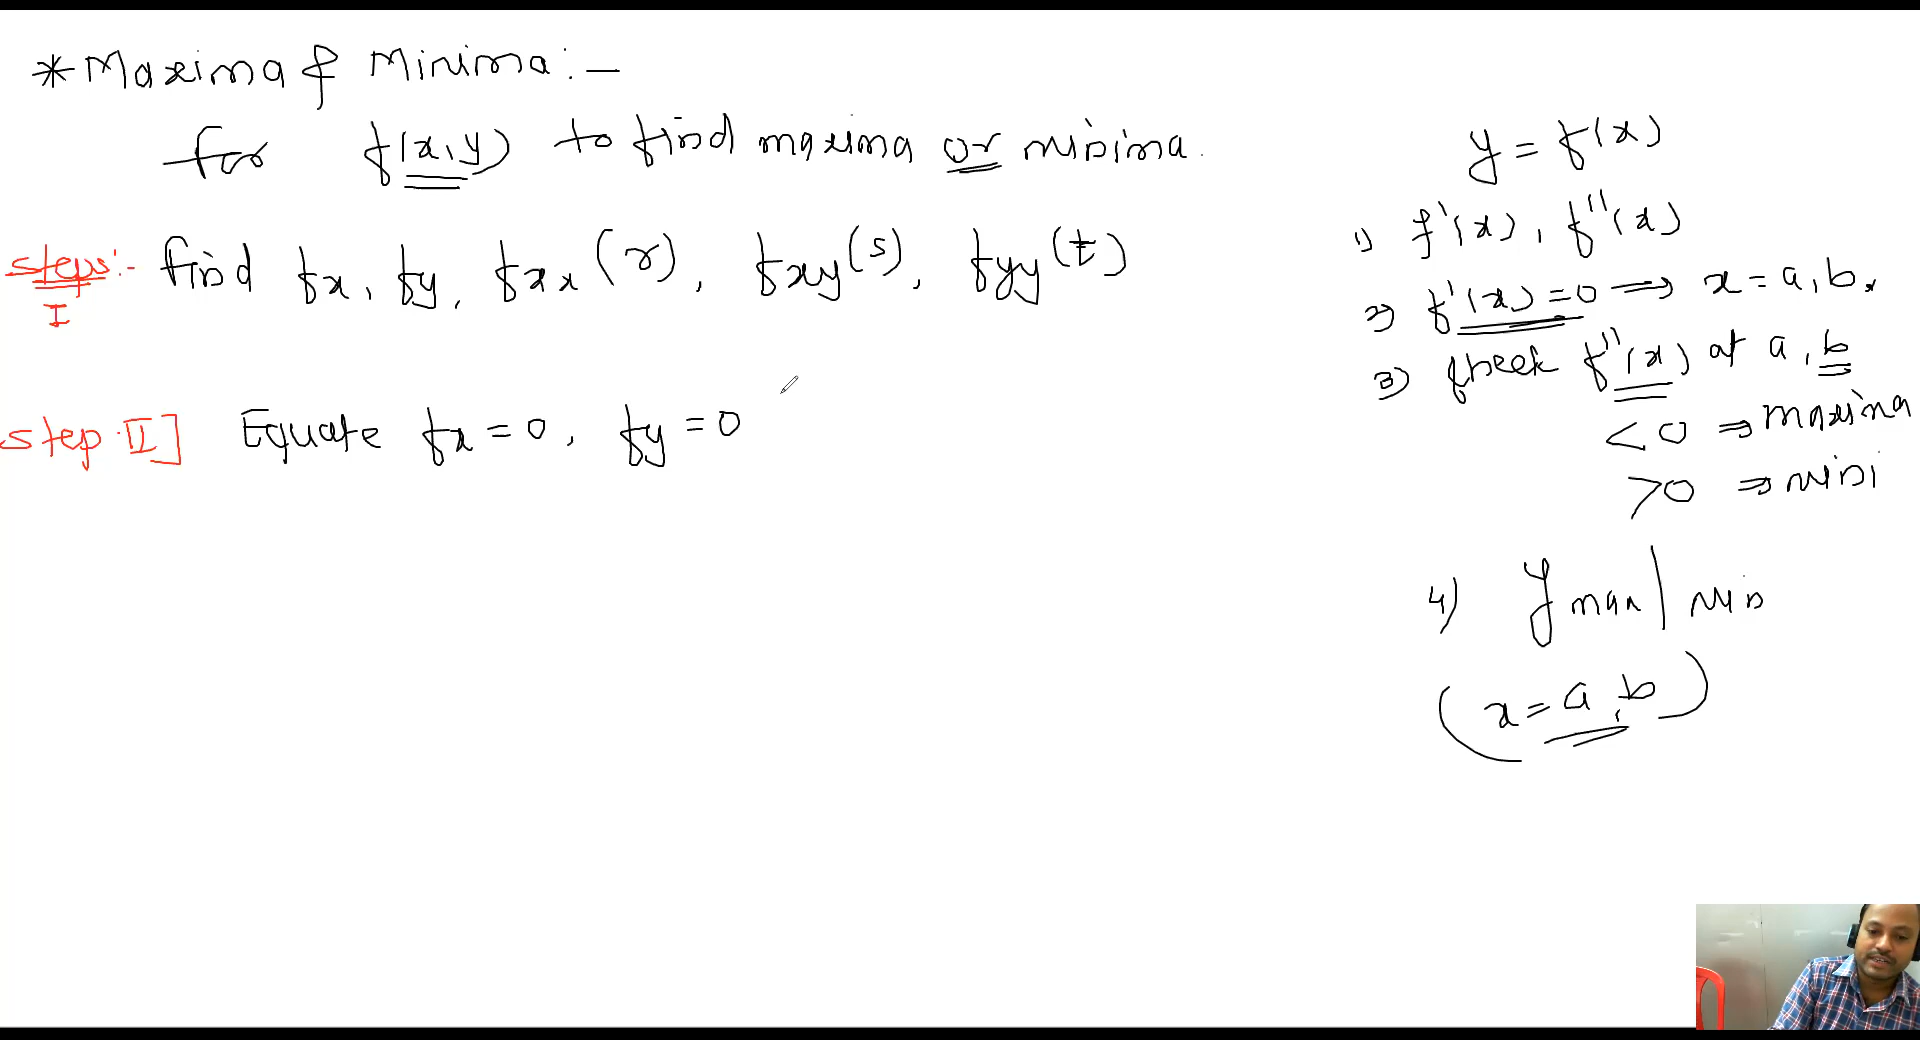 * Maxima & Minima:-
for f(x,y) to find maxima or minima.
steps:- find fx, fy, fxx(r), fxy(s), fyy(t)
I
step II] Equate fx = 0, fy = 0
y = f(x)
1) f'(x), f''(x)
2) f'(x) = 0 ⟹ x = a, b.
3) check f''(x) at a, b
< 0 ⇒ maxima
> 0 ⇒ mini
4) y max | min
(x = a, b)